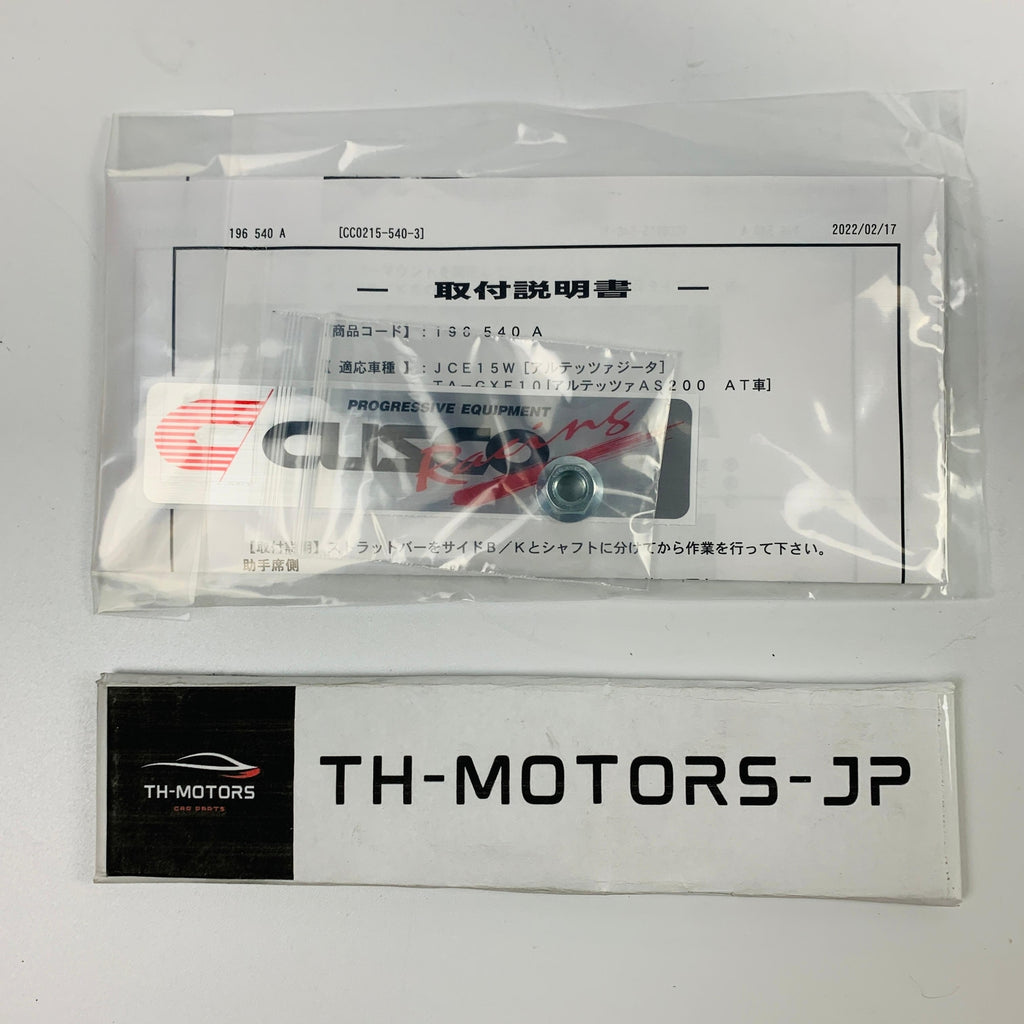 196 540 A [CC0215-540-3] 2022/02/17
― 取付説明書 ―
【商品コード】:196 540 A
【 適応車種 】:JCE15W [アルテッツァジータ]
TA-GXE10[アルテッツァAS200 AT車]
PROGRESSIVE EQUIPMENT
CUSCO
Racing
【取付説明】ストラットバーをサイドB/Kとシャフトに分けてから作業を行って下さい。
助手席側
TH-MOTORS
CAR PARTS
TH-MOTORS-JP